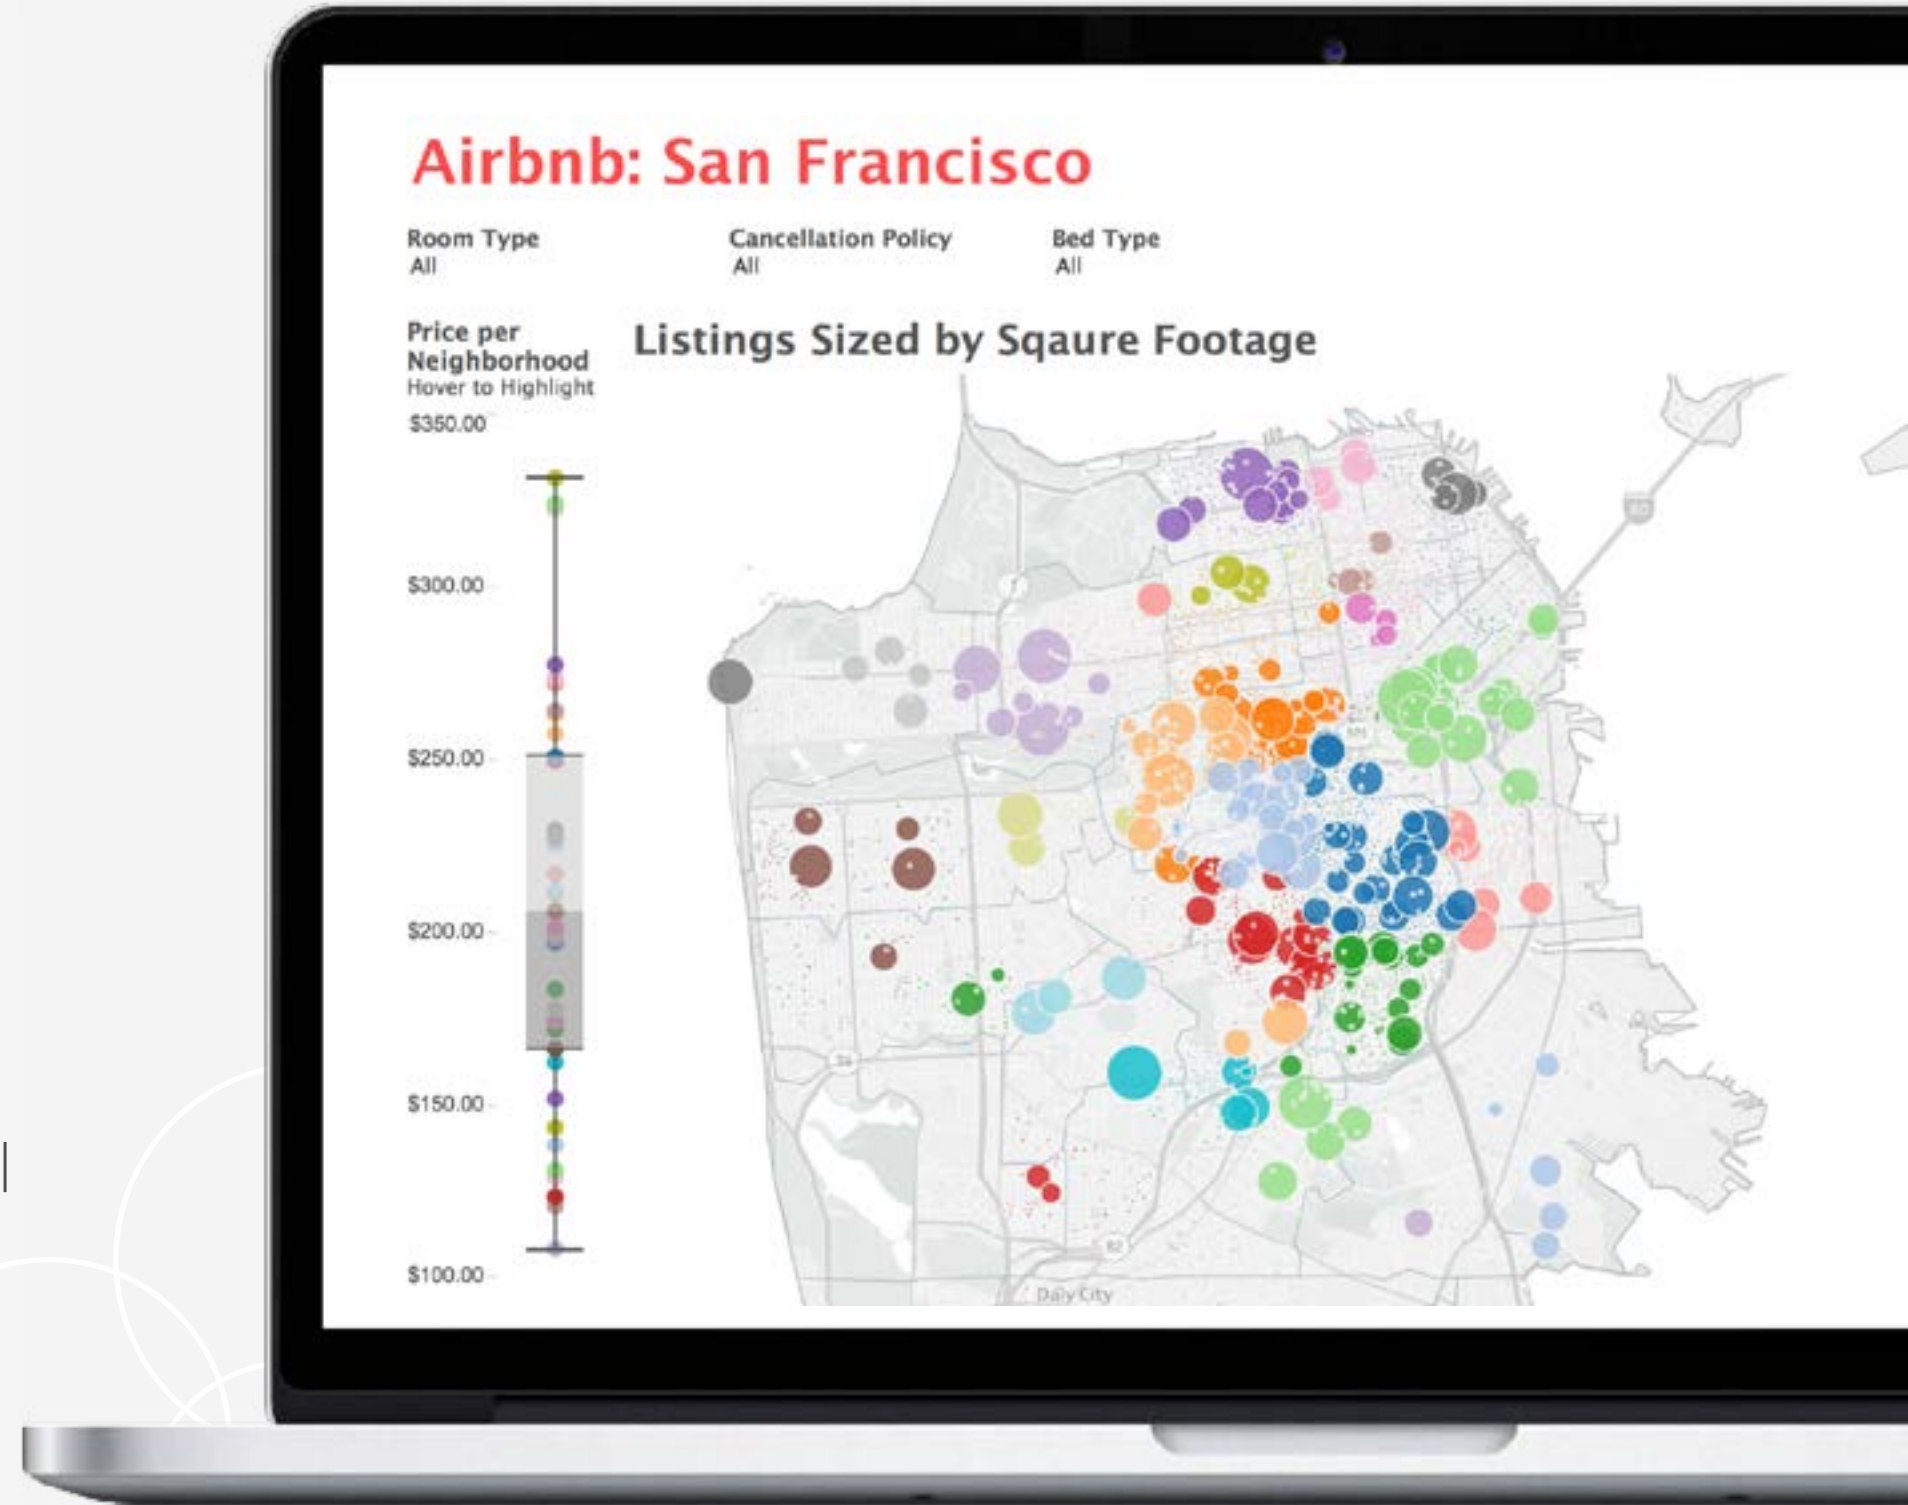 Airbnb: San Francisco
Room Type
All
Cancellation Policy
All
Bed Type
All
Price per
Neighborhood
Hover to Highlight
Listings Sized by Sqaure Footage
$350.00
$300.00
$250.00
$200.00
$150.00
$100.00
82
Daly City